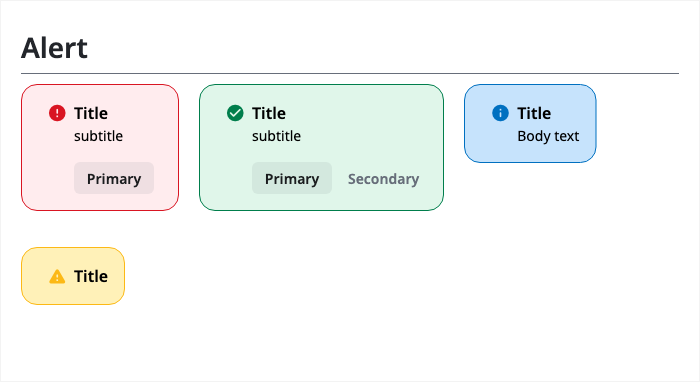 Alert
Title
subtitle
Primary
Title
subtitle
Primary Secondary
Title
Body text
Title